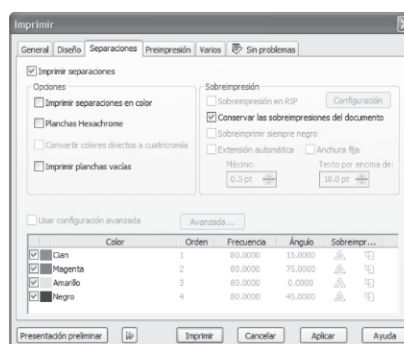 Imprimir
General Diseño Separaciones Preimpresión Varios Sin problemas
Imprimir separaciones
Opciones
Imprimir separaciones en color
Planchas Hexachrome
Convertir colores directos a cuatricromía
Imprimir planchas vacías
Sobreimpresión
Sobreimpresión en RIP Configuración
Conservar las sobreimpresiones del documento
Sobreimprimir siempre negro
Extensión automática Anchura fija
Máximo: Texto por encima de:
0.5 pt 18.0 pt
Usar configuración avanzada Avanzada...
Color Orden Frecuencia Ángulo Sobreimpr...
Cian 1 80.0000 15.0000
Magenta 2 80.0000 75.0000
Amarillo 3 80.0000 0.0000
Negro 4 80.0000 45.0000
Presentación preliminar Imprimir Cancelar Aplicar Ayuda